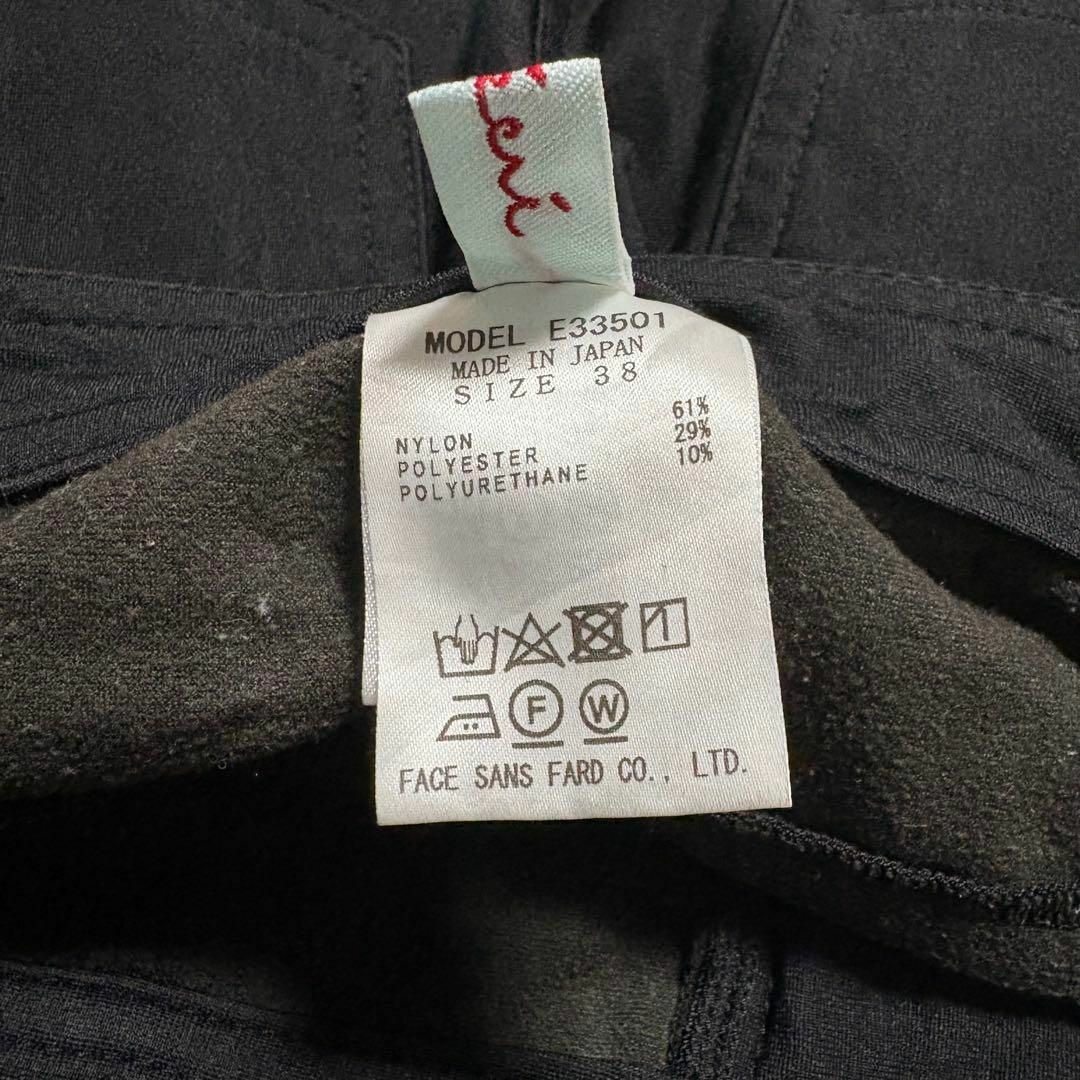 MODEL E33501
MADE IN JAPAN
SIZE 38
NYLON 61%
POLYESTER 29%
POLYURETHANE 10%
F W
FACE SANS FARD CO., LTD.